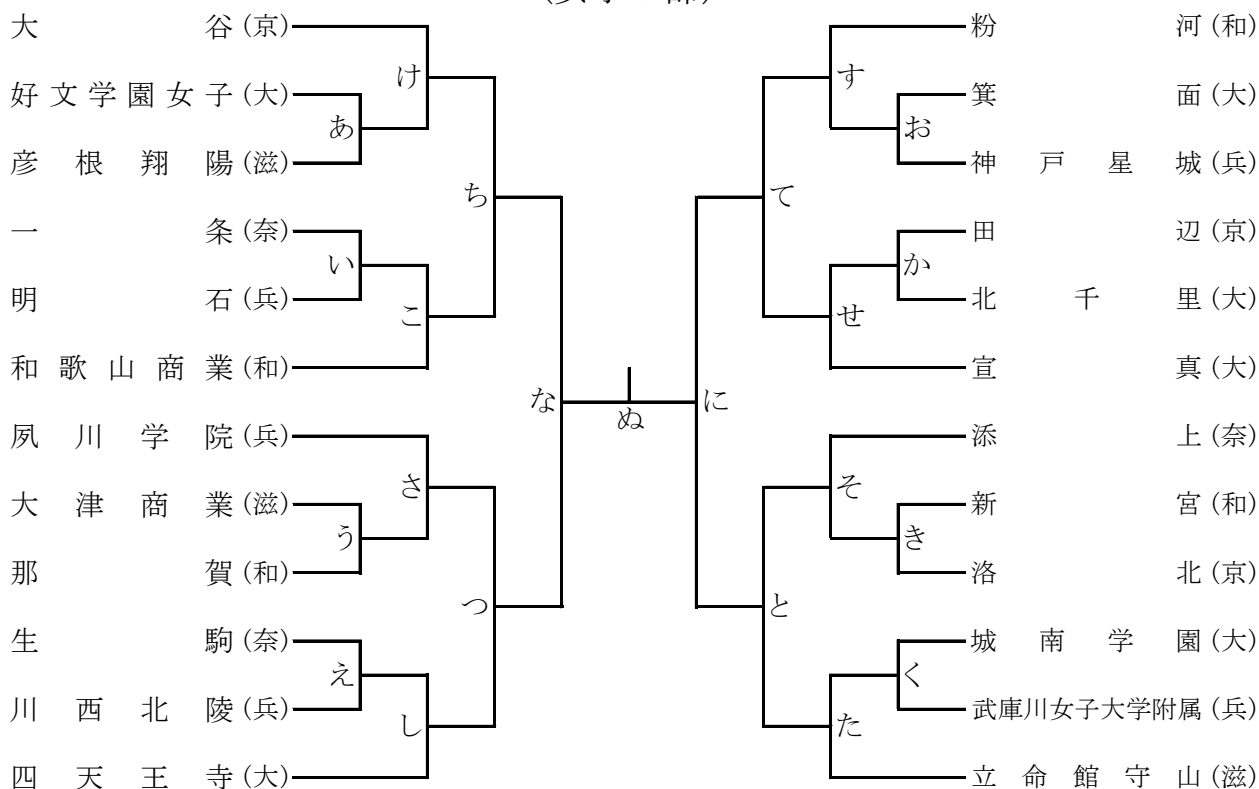 大谷(京)
好文学園女子(大)
彦根翔陽(滋)
一条(奈)
明石(兵)
和歌山商業(和)
夙川学院(兵)
大津商業(滋)
那賀(和)
生駒(奈)
川西北陵(兵)
四天王寺(大)
あ
い
う
え
け
こ
さ
し
ち
つ
な
ぬ
に
て
と
す
せ
そ
た
お
か
き
く
粉河(和)
箕面(大)
神戸星城(兵)
田辺(京)
北千里(大)
宣真(大)
添上(奈)
新宮(和)
洛北(京)
城南学園(大)
武庫川女子大学附属(兵)
立命館守山(滋)